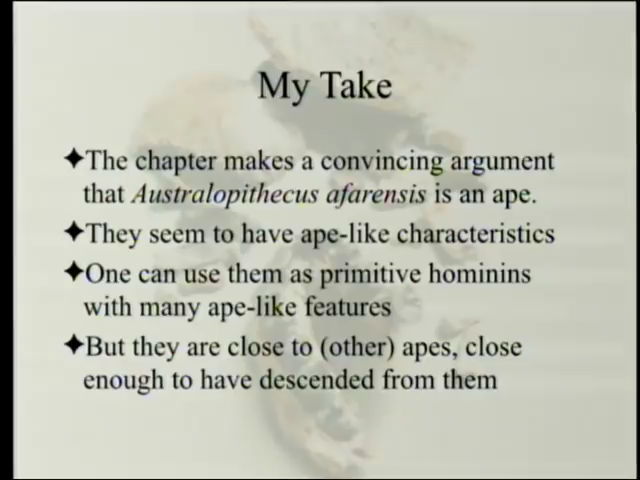 My Take
✦The chapter makes a convincing argument
that Australopithecus afarensis is an ape.
✦They seem to have ape-like characteristics
✦One can use them as primitive hominins
with many ape-like features
✦But they are close to (other) apes, close
enough to have descended from them